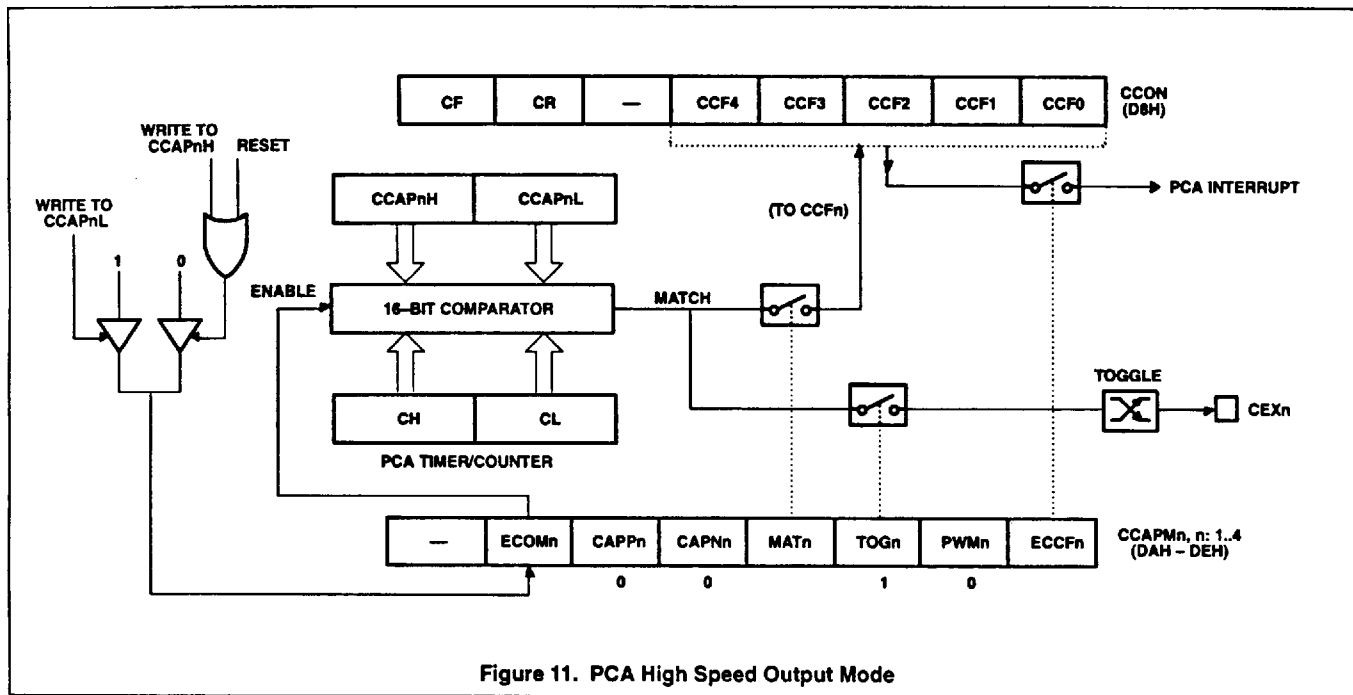 CF CR — CCF4 CCF3 CCF2 CCF1 CCF0
CCON
(D8H)
WRITE TO
CCAPnH RESET
WRITE TO
CCAPnL
1 0
CCAPnH CCAPnL
(TO CCFn)
PCA INTERRUPT
ENABLE
16–BIT COMPARATOR
MATCH
CH CL
PCA TIMER/COUNTER
TOGGLE
CEXn
— ECOMn CAPPn CAPNn MATn TOGn PWMn ECCFn
CCAPMn, n: 1..4
(DAH – DEH)
0 0 1 0
Figure 11. PCA High Speed Output Mode